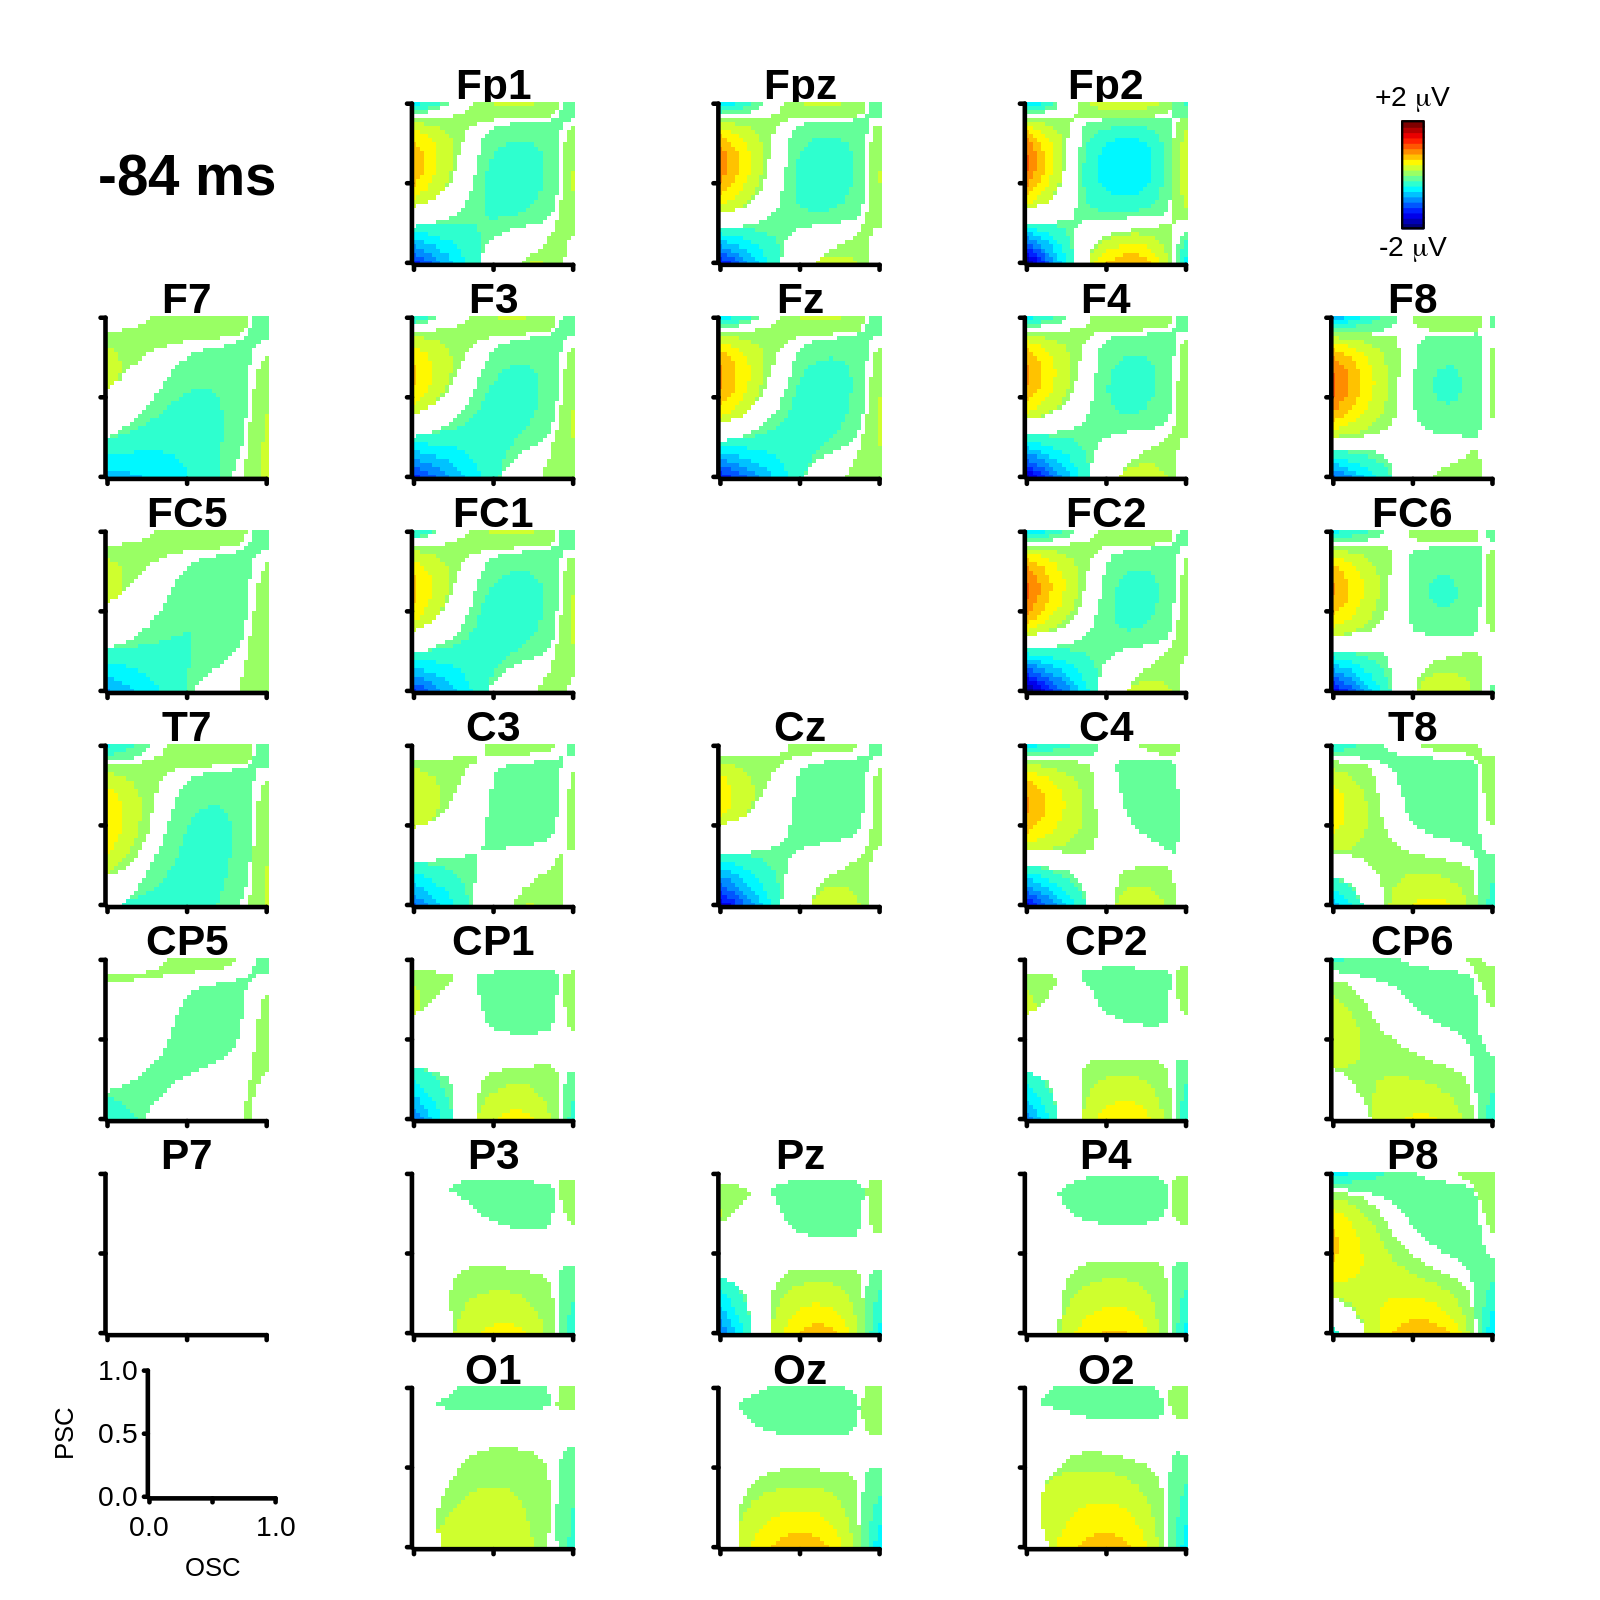 Fp1 Fpz Fp2
+2 μV
-84 ms
-2 μV
F7 F3 Fz F4 F8
FC5 FC1 FC2 FC6
T7 C3 Cz C4 T8
CP5 CP1 CP2 CP6
P7 P3 Pz P4 P8
O1 Oz O2
1.0
PSC
0.5
0.0
0.0 1.0
OSC